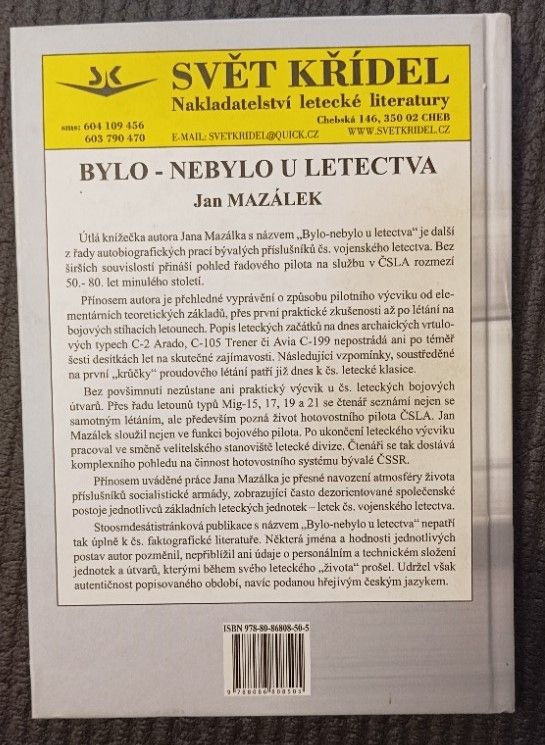 SK
SVĚT KŘÍDEL
Nakladatelství letecké literatury
Chebská 146, 350 02 CHEB
sms: 604 109 456
603 790 470
E-MAIL: SVETKRIDEL@QUICK.CZ
WWW.SVETKRIDEL.CZ
BYLO - NEBYLO U LETECTVA
Jan MAZÁLEK
Útlá knížečka autora Jana Mazálka s názvem „Bylo-nebylo u letectva" je další
z řady autobiografických prací bývalých příslušníků čs. vojenského letectva. Bez
širších souvislostí přináší pohled řadového pilota na službu v ČSLA rozmezí
50.- 80. let minulého století.
Přínosem autora je přehledné vyprávění o způsobu pilotního výcviku od ele-
mentárních teoretických základů, přes první praktické zkušenosti až po létání na
bojových stíhacích letounech. Popis leteckých začátků na dnes archaických vrtulo-
vých typech C-2 Arado, C-105 Trener či Avia C-199 nepostrádá ani po téměř
šesti desítkách let na skutečné zajímavosti. Následující vzpomínky, soustředěné
na první „krůčky" proudového létání patří již dnes k čs. letecké klasice.
Bez povšimnutí nezůstane ani praktický výcvik u čs. leteckých bojových
útvarů. Přes řadu letounů typů Mig-15, 17, 19 a 21 se čtenář seznámí nejen se
samotným létáním, ale především pozná život hotovostního pilota ČSLA. Jan
Mazálek sloužil nejen ve funkci bojového pilota. Po ukončení leteckého výcviku
pracoval ve směně velitelského stanoviště letecké divize. Čtenáři se tak dostává
komplexního pohledu na činnost hotovostního systému bývalé ČSSR.
Přínosem uváděné práce Jana Mazálka je přesné navození atmosféry života
příslušníků socialistické armády, zobrazující často dezorientované společenské
postoje jednotlivců základních leteckých jednotek – letek čs. vojenského letectva.
Stoosmdesátistránková publikace s názvem „Bylo-nebylo u letectva" nepatří
tak úplně k čs. faktografické literatuře. Některá jména a hodnosti jednotlivých
postav autor pozměnil, nepřiblížil ani údaje o personálním a technickém složení
jednotek a útvarů, kterými během svého leteckého „života" prošel. Udržel však
autentičnost popisovaného období, navíc podanou hřejivým českým jazykem.
ISBN 978-80-86808-50-5
9 788086 808505